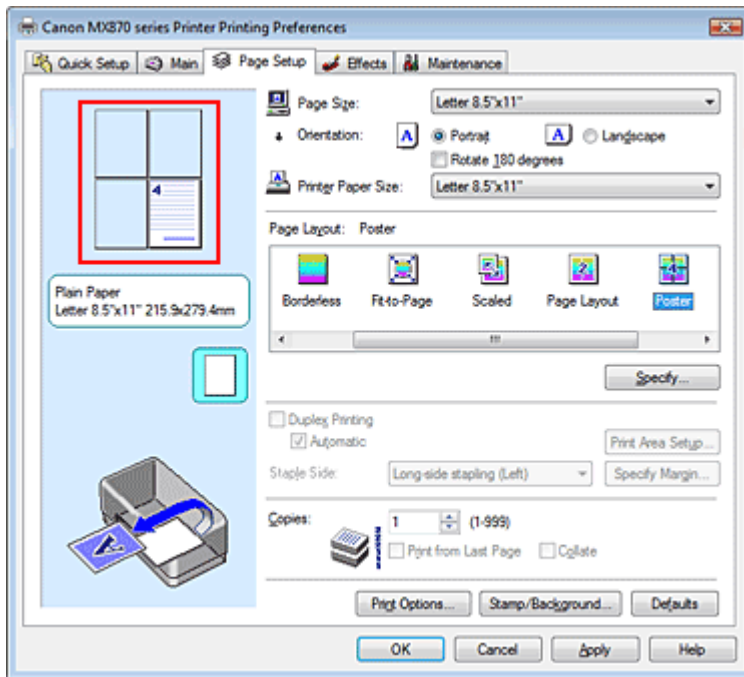 Canon MX870 series Printer Printing Preferences
Quick Setup Main Page Setup Effects Maintenance
4
Plain Paper
Letter 8.5"x11" 215.9x279.4mm
Page Size: Letter 8.5"x11"
Orientation: A Portrait A Landscape
Rotate 180 degrees
Printer Paper Size: Letter 8.5"x11"
Page Layout: Poster
Borderless Fit-to-Page Scaled Page Layout Poster
Specify...
Duplex Printing
Automatic Print Area Setup...
Staple Side: Long-side stapling (Left) Specify Margin...
Copies: 1 (1-999)
Print from Last Page Collate
Print Options... Stamp/Background... Defaults
OK Cancel Apply Help